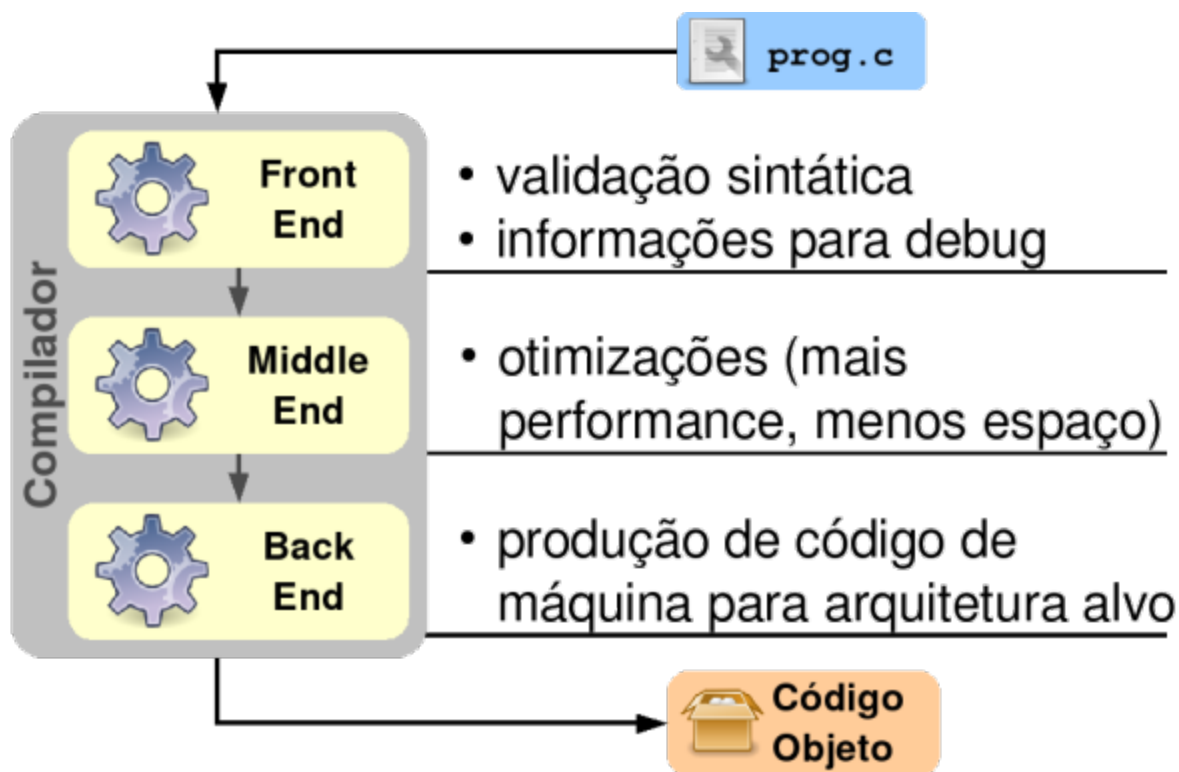 prog.c
Compilador
Front
End
• validação sintática
• informações para debug
Middle
End
• otimizações (mais
performance, menos espaço)
Back
End
• produção de código de
máquina para arquitetura alvo
Código
Objeto